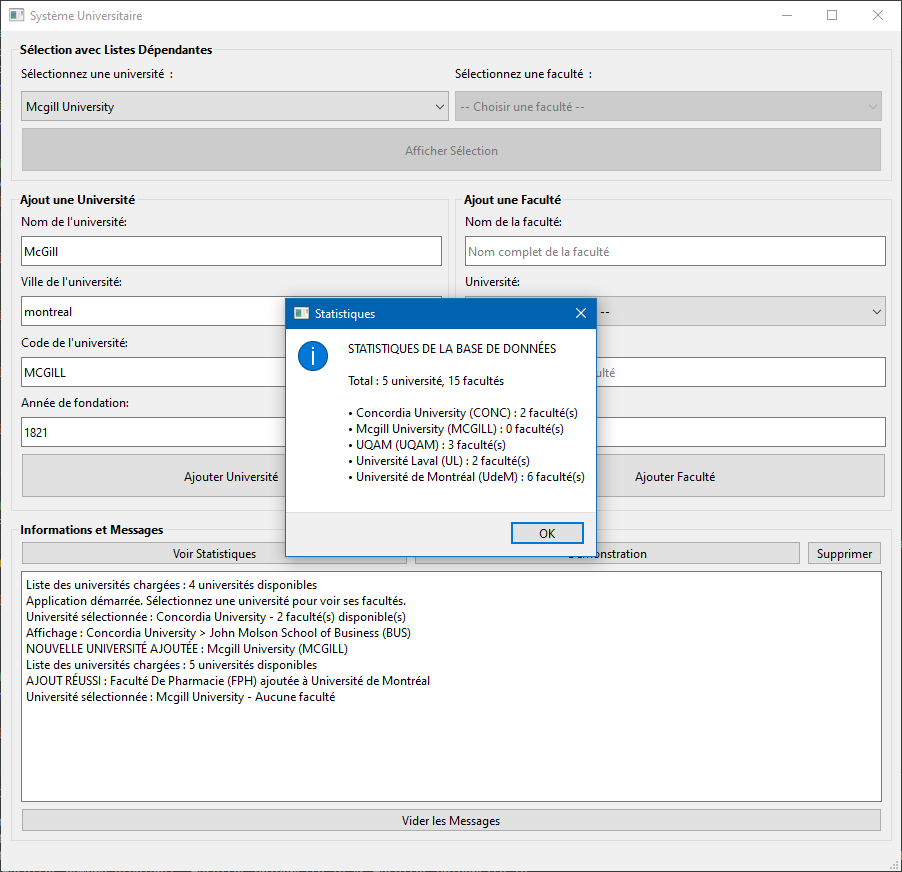 Système Universitaire
Sélection avec Listes Dépendantes
Sélectionnez une université :
Sélectionnez une faculté :
Mcgill University
-- Choisir une faculté --
Afficher Sélection
Ajout une Université
Ajout une Faculté
Nom de l'université:
Nom de la faculté:
McGill
Nom complet de la faculté
Ville de l'université:
Université:
montreal
--
Code de l'université:
MCGILL
Année de fondation:
1821
Ajouter Université
Ajouter Faculté
Statistiques
STATISTIQUES DE LA BASE DE DONNÉES
Total : 5 université, 15 facultés
• Concordia University (CONC) : 2 faculté(s)
• Mcgill University (MCGILL) : 0 faculté(s)
• UQAM (UQAM) : 3 faculté(s)
• Université Laval (UL) : 2 faculté(s)
• Université de Montréal (UdeM) : 6 faculté(s)
OK
Informations et Messages
Voir Statistiques
Supprimer
Liste des universités chargées : 4 universités disponibles
Application démarrée. Sélectionnez une université pour voir ses facultés.
Université sélectionnée : Concordia University - 2 faculté(s) disponible(s)
Affichage : Concordia University > John Molson School of Business (BUS)
NOUVELLE UNIVERSITÉ AJOUTÉE : Mcgill University (MCGILL)
Liste des universités chargées : 5 universités disponibles
AJOUT RÉUSSI : Faculté De Pharmacie (FPH) ajoutée à Université de Montréal
Université sélectionnée : Mcgill University - Aucune faculté
Vider les Messages